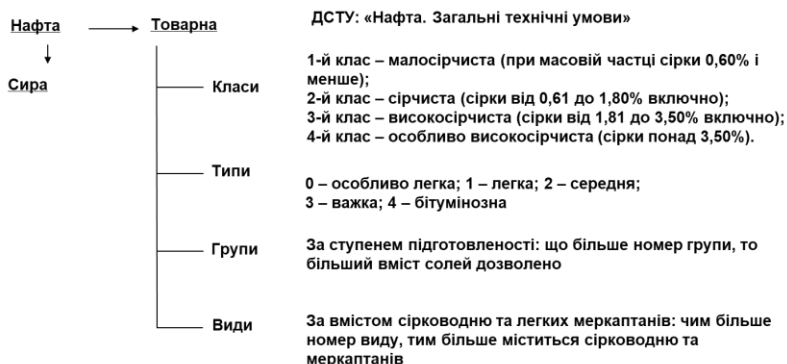 Нафта
Товарна
Сира
ДСТУ: «Нафта. Загальні технічні умови»
Класи
1-й клас – малосірчиста (при масовій частці сірки 0,60% і
менше);
2-й клас – сірчиста (сірки від 0,61 до 1,80% включно);
3-й клас – високосірчиста (сірки від 1,81 до 3,50% включно);
4-й клас – особливо високосірчиста (сірки понад 3,50%).
Типи
0 – особливо легка; 1 – легка; 2 – середня;
3 – важка; 4 – бітумінозна
Групи
За ступенем підготовленості: що більше номер групи, то
більший вміст солей дозволено
Види
За вмістом сірководню та легких меркаптанів: чим більше
номер виду, тим більше міститься сірководню та
меркаптанів